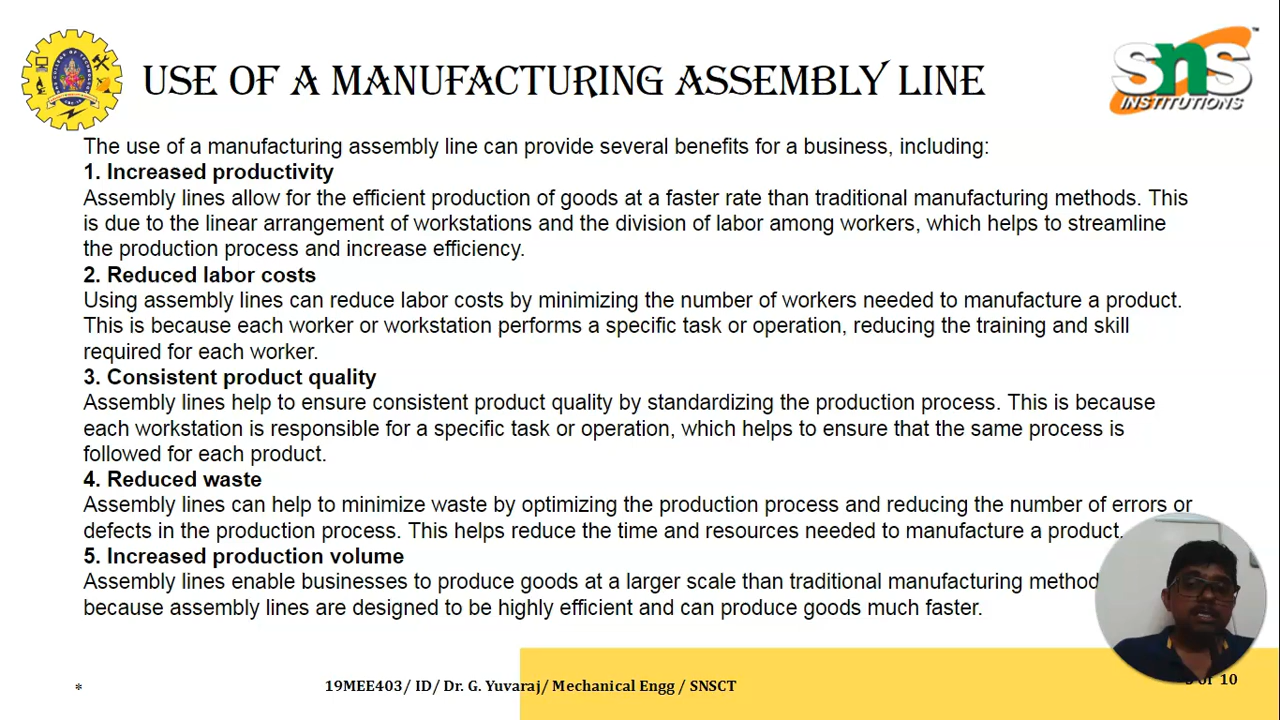 USE OF A MANUFACTURING ASSEMBLY LINE
sns
INSTITUTIONS
The use of a manufacturing assembly line can provide several benefits for a business, including:
1. Increased productivity
Assembly lines allow for the efficient production of goods at a faster rate than traditional manufacturing methods. This
is due to the linear arrangement of workstations and the division of labor among workers, which helps to streamline
the production process and increase efficiency.
2. Reduced labor costs
Using assembly lines can reduce labor costs by minimizing the number of workers needed to manufacture a product.
This is because each worker or workstation performs a specific task or operation, reducing the training and skill
required for each worker.
3. Consistent product quality
Assembly lines help to ensure consistent product quality by standardizing the production process. This is because
each workstation is responsible for a specific task or operation, which helps to ensure that the same process is
followed for each product.
4. Reduced waste
Assembly lines can help to minimize waste by optimizing the production process and reducing the number of errors or
defects in the production process. This helps reduce the time and resources needed to manufacture a product.
5. Increased production volume
Assembly lines enable businesses to produce goods at a larger scale than traditional manufacturing method
because assembly lines are designed to be highly efficient and can produce goods much faster.
*
19MEE403/ ID/ Dr. G. Yuvaraj/ Mechanical Engg / SNSCT
of 10